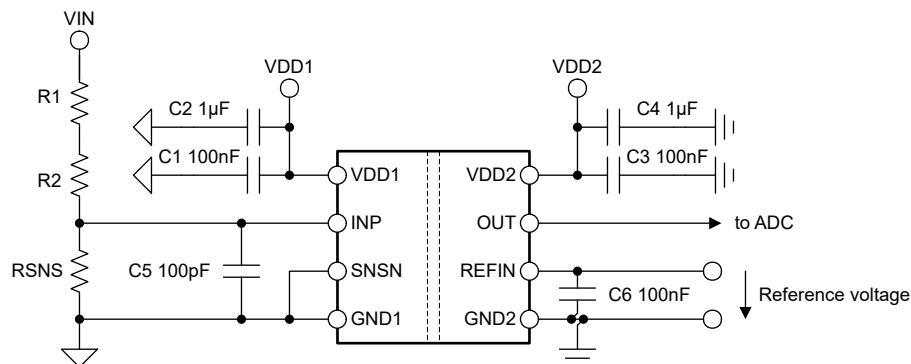 VIN
VDD1
VDD2
R1
C2 1µF
C4 1µF
C1 100nF
C3 100nF
R2
VDD1
VDD2
INP
OUT
to ADC
RSNS
C5 100pF
SNSN
REFIN
C6 100nF
Reference voltage
GND1
GND2